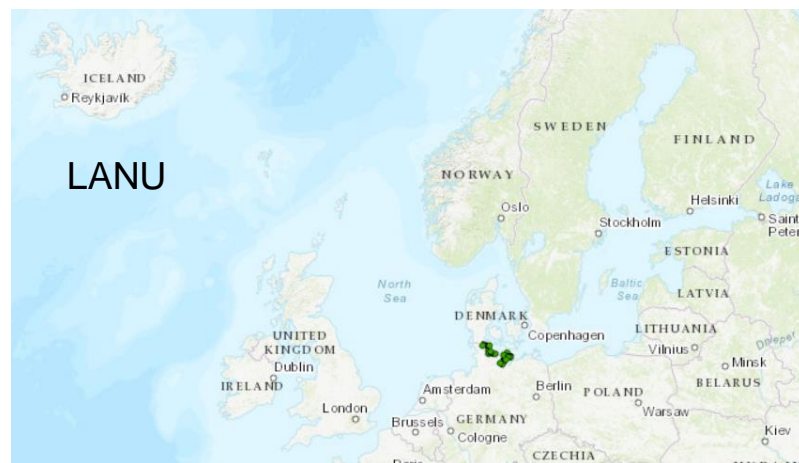 ICELAND
Reykjavík
LANU
SWEDEN
FINLAND
NORWAY
Helsinki
Lake
Ladoga
Oslo
Stockholm
Saint
Peter
ESTONIA
North
Sea
Baltic
Sea
LATVIA
DENMARK
Copenhagen
LITHUANIA
Dnieper
UNITED
KINGDOM
Vilnius
Minsk
Dublin
IRELAND
Amsterdam
Berlin
POLAND
BELARUS
London
Warsaw
Brussels
GERMANY
Cologne
Kiev
CZECHIA